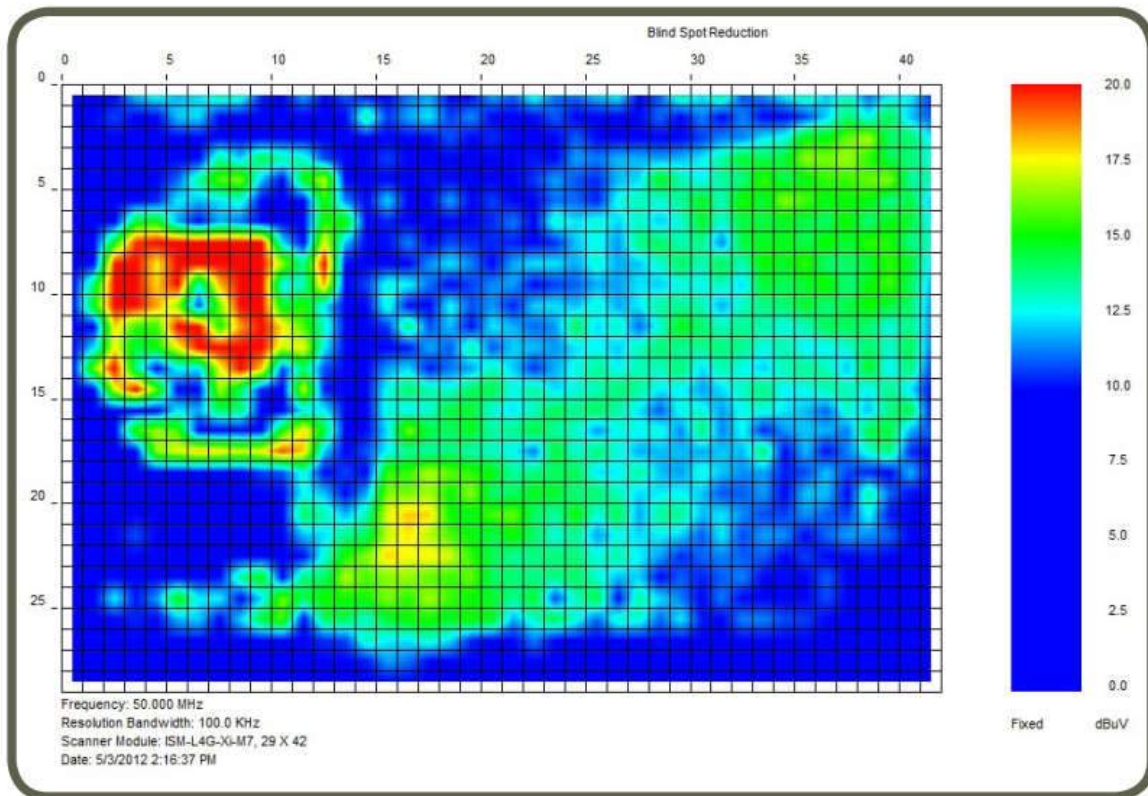 Blind Spot Reduction
0 5 10 15 20 25 30 35 40
0
5
10
15
20
25
20.0
17.5
15.0
12.5
10.0
7.5
5.0
2.5
0.0
Fixed dBuV
Frequency: 50.000 MHz
Resolution Bandwidth: 100.0 KHz
Scanner Module: ISM-L4G-Xi-M7, 29 X 42
Date: 5/3/2012 2:16:37 PM